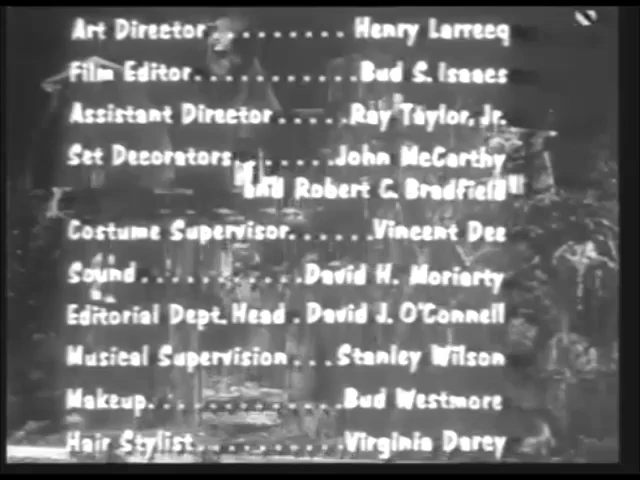 Art Director......... Henry Larrecq
Film Editor...........Bud S. Isaacs
Assistant Director.....Ray Taylor, Jr.
Set Decorators.......John McCarthy
and Robert C. Bradfield
Costume Supervisor......Vincent Dee
Sound...........David H. Moriarty
Editorial Dept. Head . David J. O'Connell
Musical Supervision...Stanley Wilson
Makeup.............Bud Westmore
Hair Stylist..........Virginia Darcy